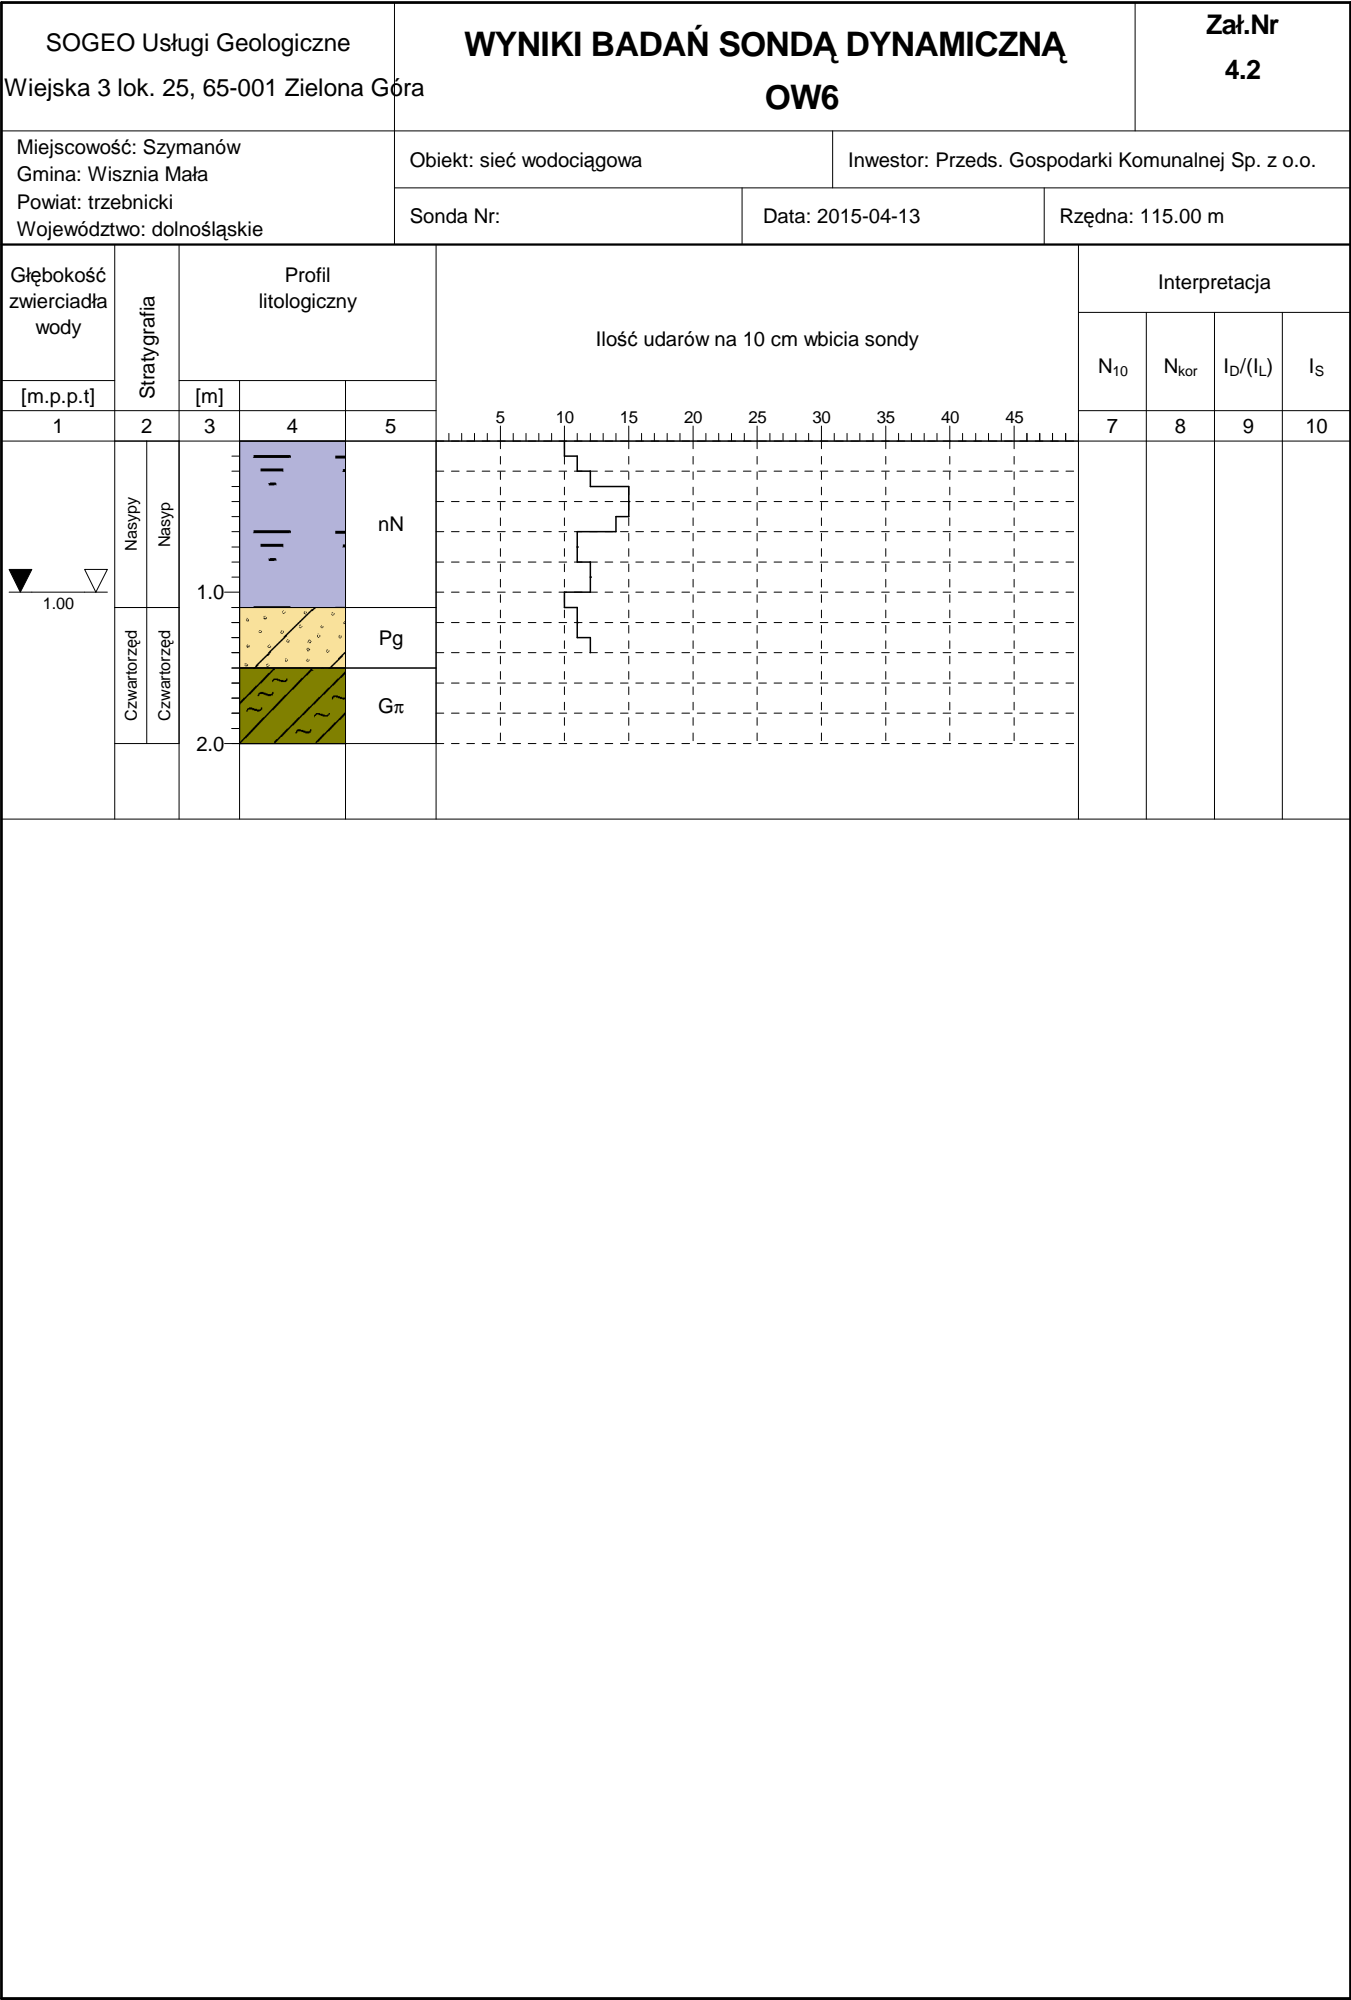 SOGEO Usługi Geologiczne
Wiejska 3 lok. 25, 65-001 Zielona Góra
WYNIKI BADAŃ SONDĄ DYNAMICZNĄ
OW6
Zał.Nr
4.2
Miejscowość: Szymanów
Gmina: Wisznia Mała
Powiat: trzebnicki
Województwo: dolnośląskie
Obiekt: sieć wodociągowa
Inwestor: Przeds. Gospodarki Komunalnej Sp. z o.o.
Sonda Nr:
Data: 2015-04-13
Rzędna: 115.00 m
Głębokość
zwierciadła
wody
[m.p.p.t]
Stratygrafia
Profil
litologiczny
[m]
Ilość udarów na 10 cm wbicia sondy
Interpretacja
N10
Nkor
ID/(IL)
IS
5 10 15 20 25 30 35 40 45
1 2 3 4 5 7 8 9 10
Nasypy
Nasyp
nN
1.00
1.0
Czwartorzęd
Czwartorzęd
Pg
Gπ
2.0